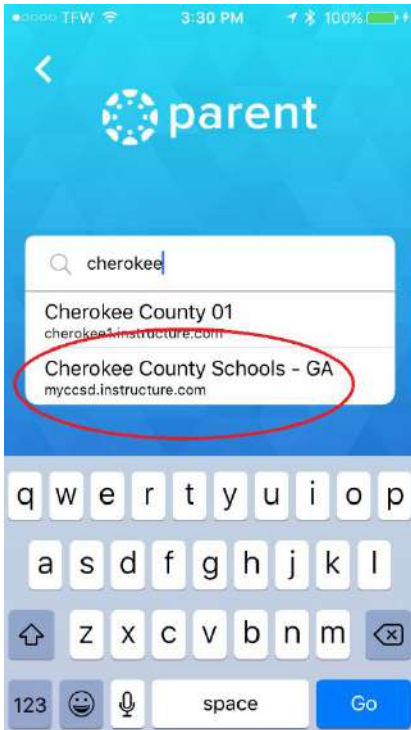 TFW 3:30 PM 100%
parent
cherokee
Cherokee County 01
cherokee1.instructure.com
Cherokee County Schools - GA
myccsd.instructure.com
q w e r t y u i o p
a s d f g h j k l
z x c v b n m
123 space Go